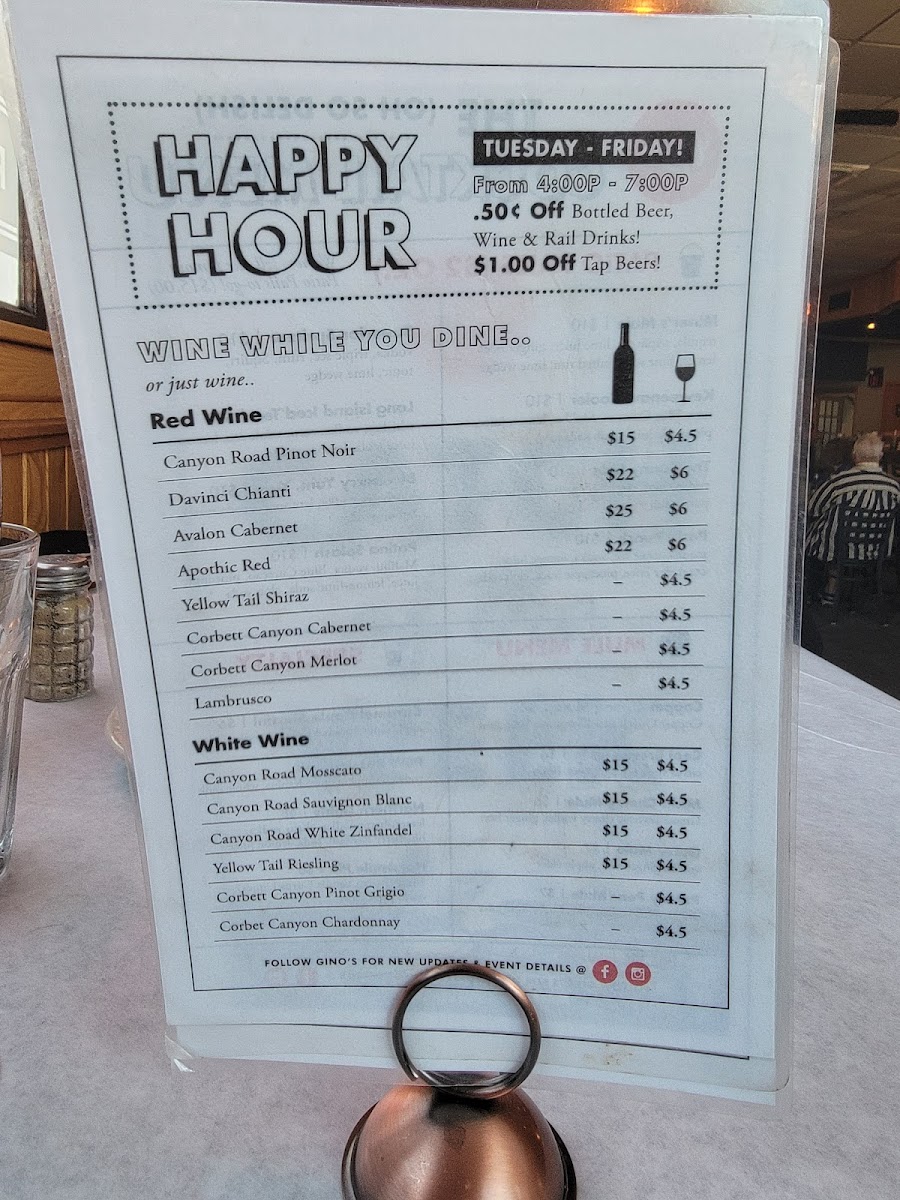 HAPPY
HOUR
TUESDAY - FRIDAY!
From 4:00P - 7:00P
.50¢ Off Bottled Beer,
Wine & Rail Drinks!
$1.00 Off Tap Beers!
WINE WHILE YOU DINE..
or just wine..
Red Wine
Canyon Road Pinot Noir $15 $4.5
Davinci Chianti $22 $6
Avalon Cabernet $25 $6
Apothic Red $22 $6
Yellow Tail Shiraz – $4.5
Corbett Canyon Cabernet – $4.5
Corbett Canyon Merlot – $4.5
Lambrusco – $4.5
White Wine
Canyon Road Mosscato $15 $4.5
Canyon Road Sauvignon Blanc $15 $4.5
Canyon Road White Zinfandel $15 $4.5
Yellow Tail Riesling $15 $4.5
Corbett Canyon Pinot Grigio – $4.5
Corbet Canyon Chardonnay – $4.5
FOLLOW GINO'S FOR NEW UPDATES & EVENT DETAILS @